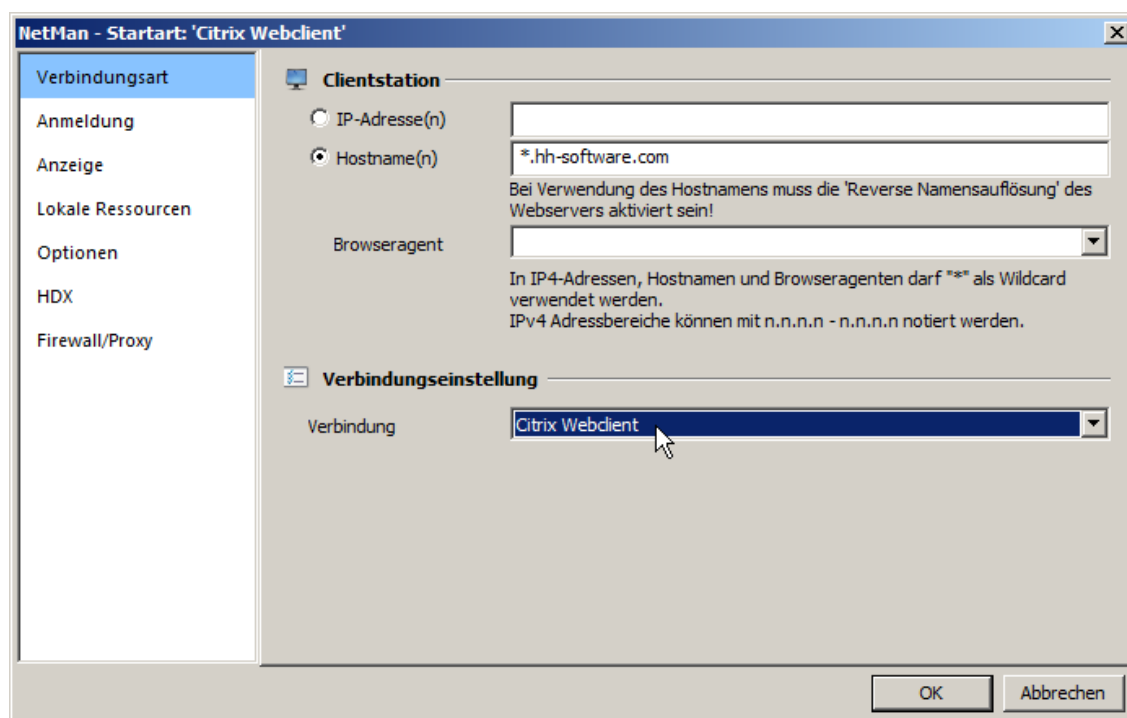 NetMan - Startart: 'Citrix Webclient'
Verbindungsart
Anmeldung
Anzeige
Lokale Ressourcen
Optionen
HDX
Firewall/Proxy
Clientstation
IP-Adresse(n)
Hostname(n)
*.hh-software.com
Bei Verwendung des Hostnamens muss die 'Reverse Namensauflösung' des
Webservers aktiviert sein!
Browseragent
In IP4-Adressen, Hostnamen und Browseragenten darf "*" als Wildcard
verwendet werden.
IPv4 Adressbereiche können mit n.n.n.n - n.n.n.n notiert werden.
Verbindungseinstellung
Verbindung
Citrix Webclient
OK
Abbrechen